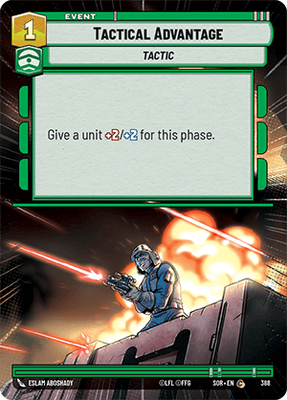 EVENT
1
TACTICAL ADVANTAGE
TACTIC
Give a unit +2/+2 for this phase.
ESLAM ABOSHADY ©LFL ©FFG SOR•EN C 388